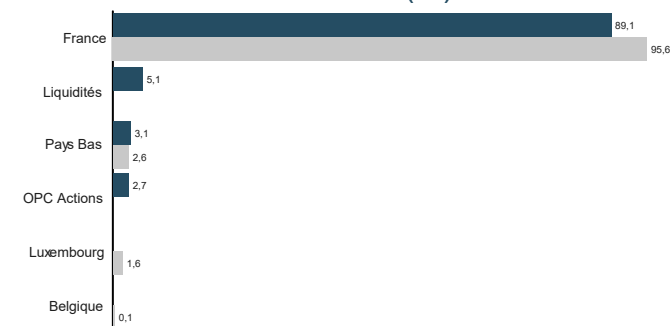 France
89,1
95,6
Liquidités
5,1
Pays Bas
3,1
2,6
OPC Actions
2,7
Luxembourg
1,6
Belgique
0,1